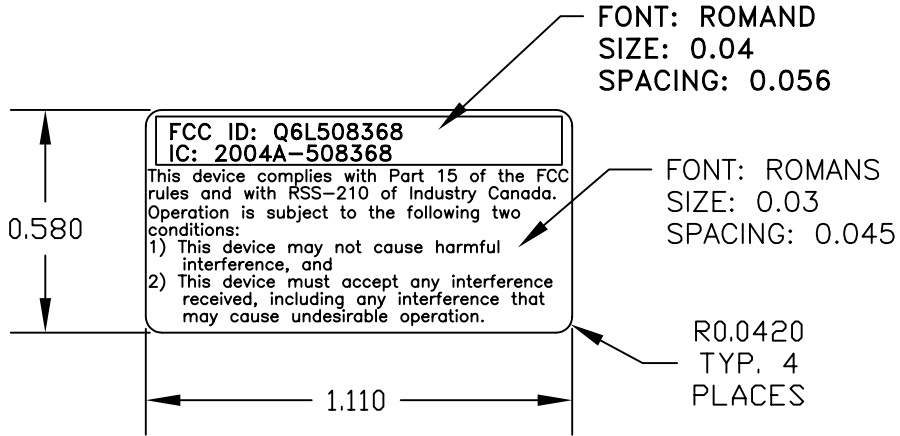 FONT: ROMAND
SIZE: 0.04
SPACING: 0.056
FCC ID: Q6L508368
IC: 2004A-508368
This device complies with Part 15 of the FCC
rules and with RSS-210 of Industry Canada.
Operation is subject to the following two
conditions:
1) This device may not cause harmful
interference, and
2) This device must accept any interference
received, including any interference that
may cause undesirable operation.
FONT: ROMANS
SIZE: 0.03
SPACING: 0.045
0.580
R0.0420
TYP. 4
PLACES
1.110